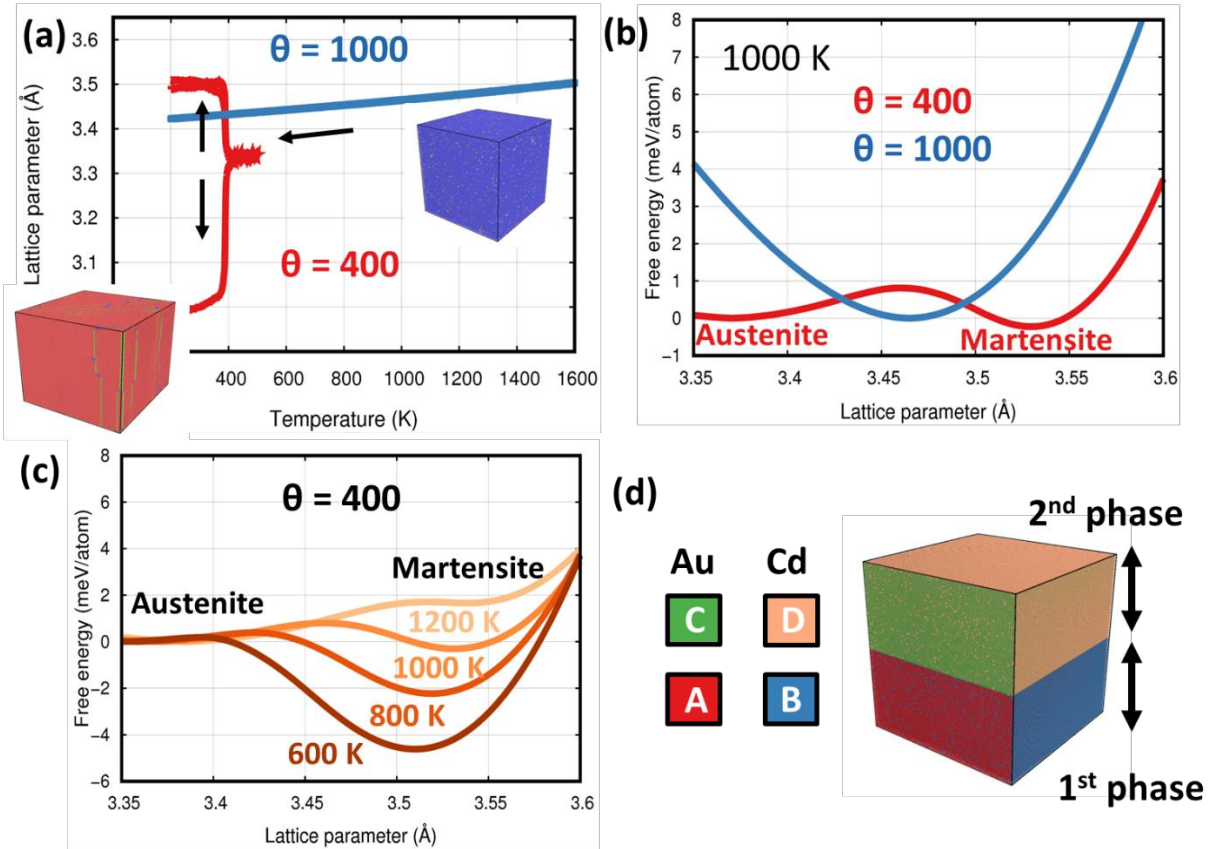 (a)
3.6
3.5
3.4
3.3
3.2
3.1
Lattice parameter (Å)
θ = 1000
θ = 400
400 600 800 1000 1200 1400 1600
Temperature (K)
(b)
8
7
6
5
4
3
2
1
0
−1
Free energy (meV/atom)
1000 K
θ = 400
θ = 1000
Austenite
Martensite
3.35 3.4 3.45 3.5 3.55 3.6
Lattice parameter (Å)
(c)
8
6
4
2
0
−2
−4
−6
Free energy (meV/atom)
θ = 400
Martensite
Austenite
1200 K
1000 K
800 K
600 K
3.35 3.4 3.45 3.5 3.55 3.6
Lattice parameter (Å)
(d)
2nd phase
Au Cd
C D
A B
1st phase